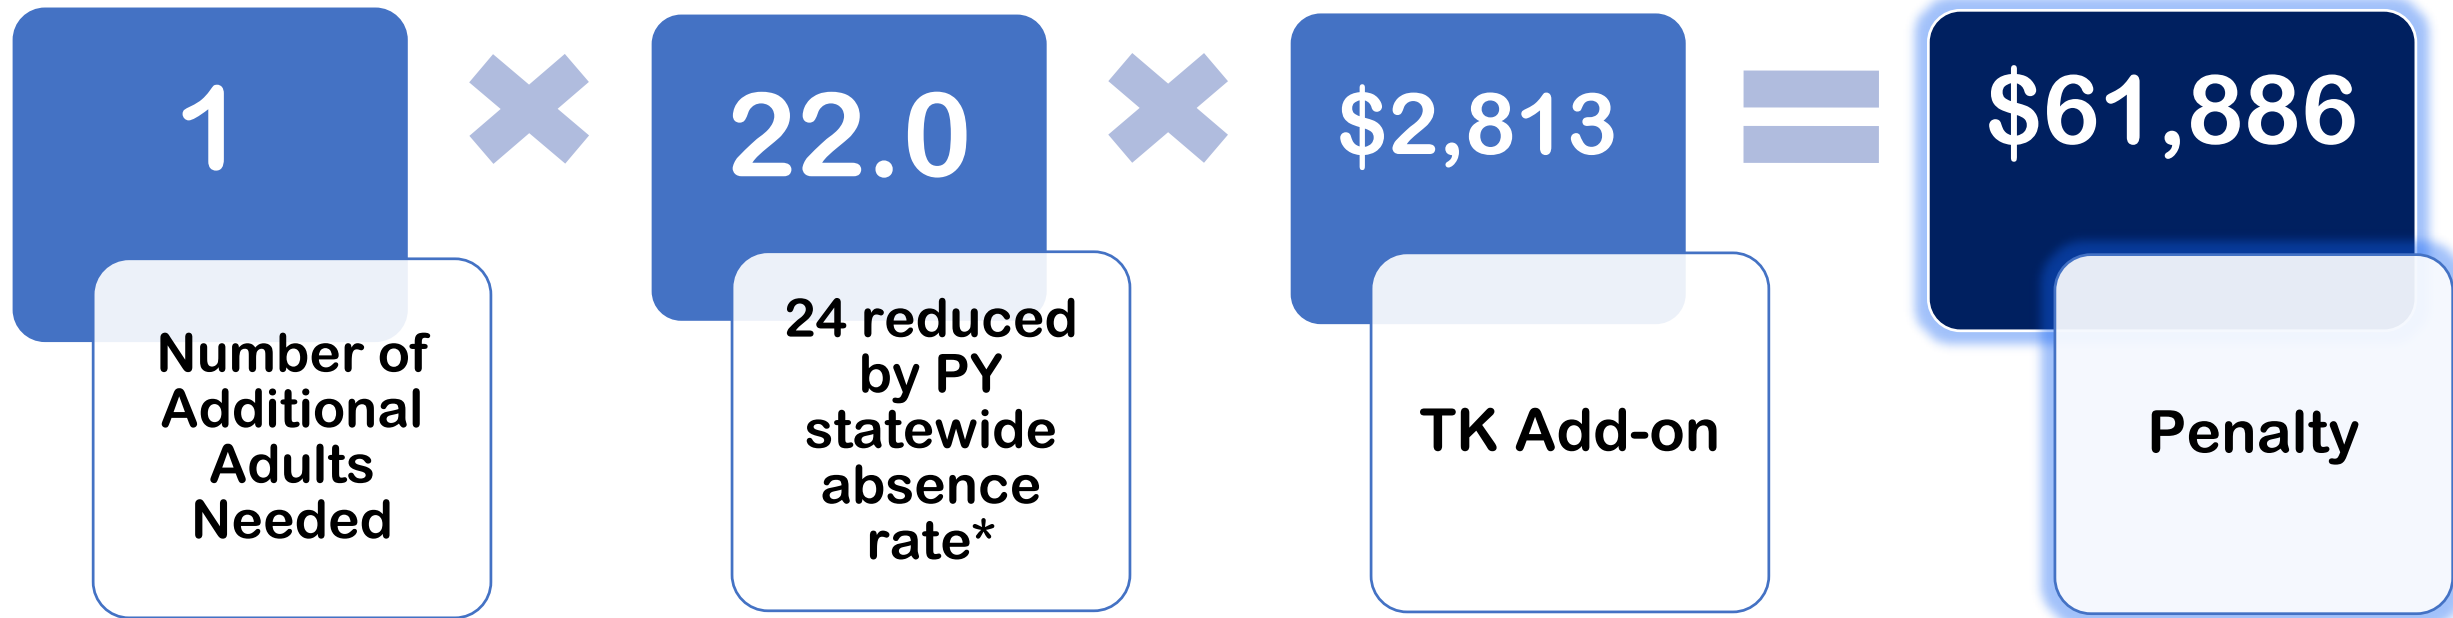 1
Number of
Additional
Adults
Needed
22.0
24 reduced
by PY
statewide
absence
rate*
$2,813
TK Add-on
$61,886
Penalty